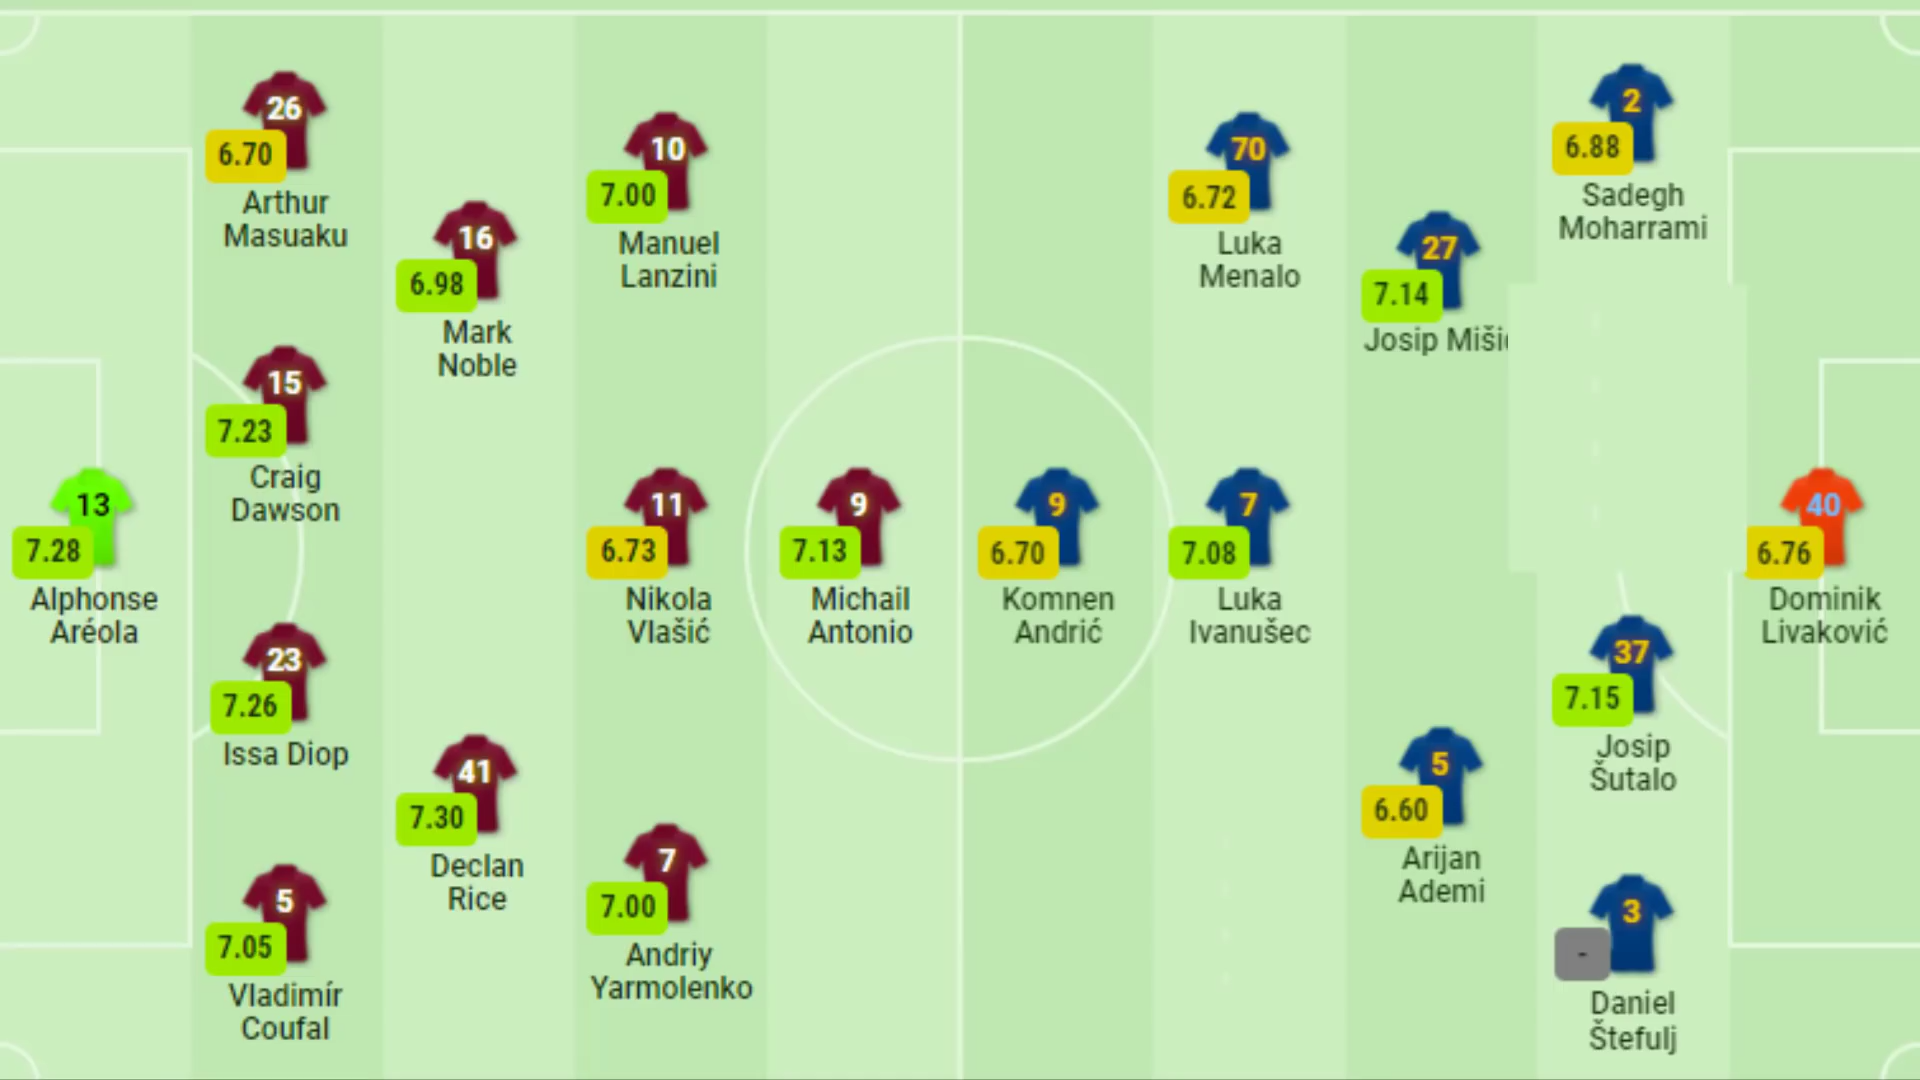 26
6.70
Arthur
Masuaku
15
7.23
Craig
Dawson
13
7.28
Alphonse
Aréola
23
7.26
Issa Diop
5
7.05
Vladimír
Coufal
16
6.98
Mark
Noble
41
7.30
Declan
Rice
10
7.00
Manuel
Lanzini
11
6.73
Nikola
Vlašić
7
7.00
Andriy
Yarmolenko
9
7.13
Michail
Antonio
9
6.70
Komnen
Andrić
70
6.72
Luka
Menalo
7
7.08
Luka
Ivanušec
27
7.14
Josip
5
6.60
Arijan
Ademi
2
6.88
Sadegh
Moharrami
37
7.15
Josip
Šutalo
3
-
Daniel
Štefulj
40
6.76
Dominik
Livaković